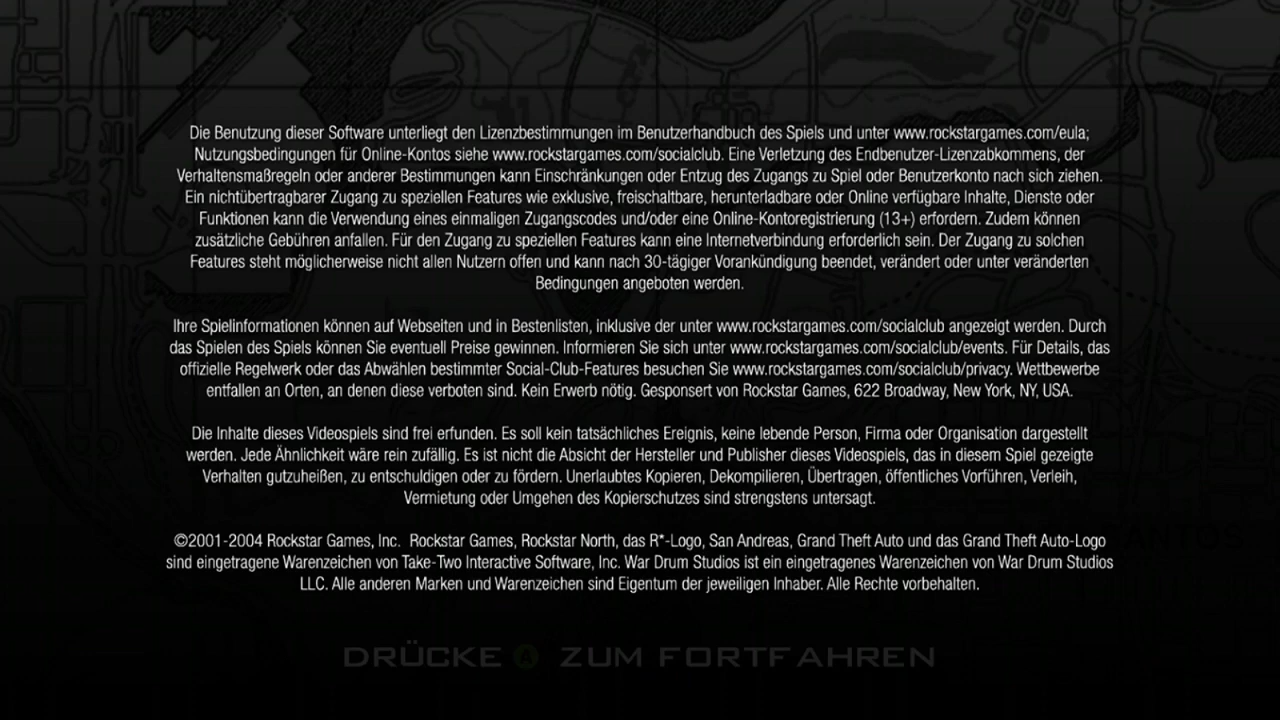 Die Benutzung dieser Software unterliegt den Lizenzbestimmungen im Benutzerhandbuch des Spiels und unter www.rockstargames.com/eula;
Nutzungsbedingungen für Online-Kontos siehe www.rockstargames.com/socialclub. Eine Verletzung des Endbenutzer-Lizenzabkommens, der
Verhaltensmaßregeln oder anderer Bestimmungen kann Einschränkungen oder Entzug des Zugangs zu Spiel oder Benutzerkonto nach sich ziehen.
Ein nichtübertragbarer Zugang zu speziellen Features wie exklusive, freischaltbare, herunterladbare oder Online verfügbare Inhalte, Dienste oder
Funktionen kann die Verwendung eines einmaligen Zugangscodes und/oder eine Online-Kontoregistrierung (13+) erfordern. Zudem können
zusätzliche Gebühren anfallen. Für den Zugang zu speziellen Features kann eine Internetverbindung erforderlich sein. Der Zugang zu solchen
Features steht möglicherweise nicht allen Nutzern offen und kann nach 30-tägiger Vorankündigung beendet, verändert oder unter veränderten
Bedingungen angeboten werden.
Ihre Spielinformationen können auf Webseiten und in Bestenlisten, inklusive der unter www.rockstargames.com/socialclub angezeigt werden. Durch
das Spielen des Spiels können Sie eventuell Preise gewinnen. Informieren Sie sich unter www.rockstargames.com/socialclub/events. Für Details, das
offizielle Regelwerk oder das Abwählen bestimmter Social-Club-Features besuchen Sie www.rockstargames.com/socialclub/privacy. Wettbewerbe
entfallen an Orten, an denen diese verboten sind. Kein Erwerb nötig. Gesponsert von Rockstar Games, 622 Broadway, New York, NY, USA.
Die Inhalte dieses Videospiels sind frei erfunden. Es soll kein tatsächliches Ereignis, keine lebende Person, Firma oder Organisation dargestellt
werden. Jede Ähnlichkeit wäre rein zufällig. Es ist nicht die Absicht der Hersteller und Publisher dieses Videospiels, das in diesem Spiel gezeigte
Verhalten gutzuheißen, zu entschuldigen oder zu fördern. Unerlaubtes Kopieren, Dekompilieren, Übertragen, öffentliches Vorführen, Verleih,
Vermietung oder Umgehen des Kopierschutzes sind strengstens untersagt.
©2001-2004 Rockstar Games, Inc. Rockstar Games, Rockstar North, das R*-Logo, San Andreas, Grand Theft Auto und das Grand Theft Auto-Logo
sind eingetragene Warenzeichen von Take-Two Interactive Software, Inc. War Drum Studios ist ein eingetragenes Warenzeichen von War Drum Studios
LLC. Alle anderen Marken und Warenzeichen sind Eigentum der jeweiligen Inhaber. Alle Rechte vorbehalten.
DRÜCKE A ZUM FORTFAHREN